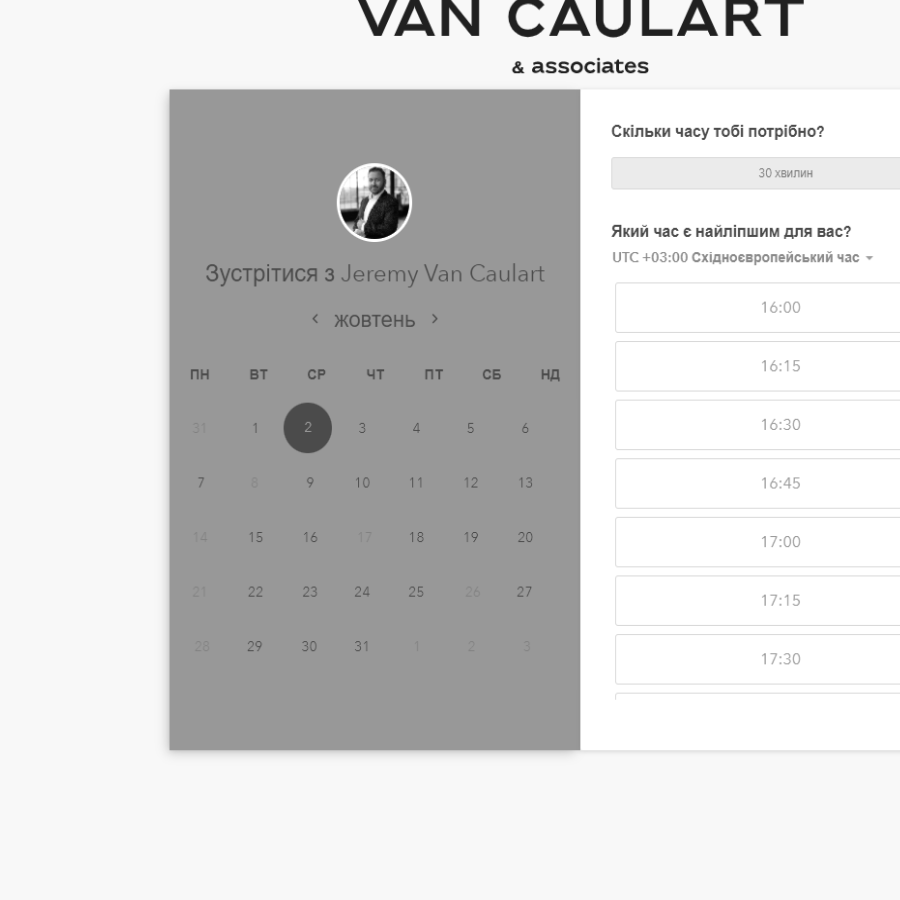 VAN CAULART
& associates
Зустрітися з Jeremy Van Caulart
жовтень
ПН ВТ СР ЧТ ПТ СБ НД
31 1 2 3 4 5 6
7 8 9 10 11 12 13
14 15 16 17 18 19 20
21 22 23 24 25 26 27
28 29 30 31 1 2 3
Скільки часу тобі потрібно?
30 хвилин
Який час є найліпшим для вас?
UTC +03:00 Східноєвропейський час
16:00
16:15
16:30
16:45
17:00
17:15
17:30